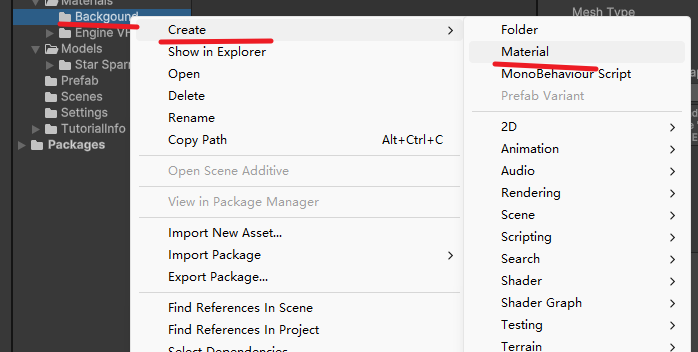 Materials
Backgound
Engine
Models
Star Sparr
Prefab
Scenes
Settings
TutorialInfo
Packages
Create
Show in Explorer
Open
Delete
Rename
Copy Path Alt+Ctrl+C
Open Scene Additive
View in Package Manager
Import New Asset...
Import Package
Export Package...
Find References In Scene
Find References In Project
Select Dependencies
Folder
Material
MonoBehaviour Script
Prefab Variant
2D
Animation
Audio
Rendering
Scene
Scripting
Search
Shader
Shader Graph
Testing
Terrain
Mesh Type